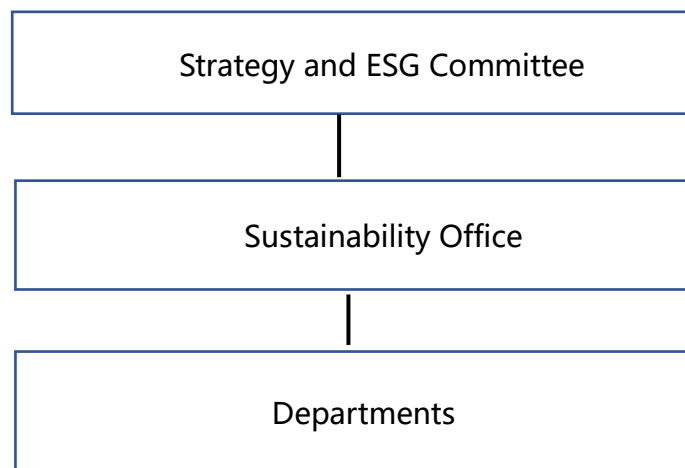 Strategy and ESG Committee
Sustainability Office
Departments